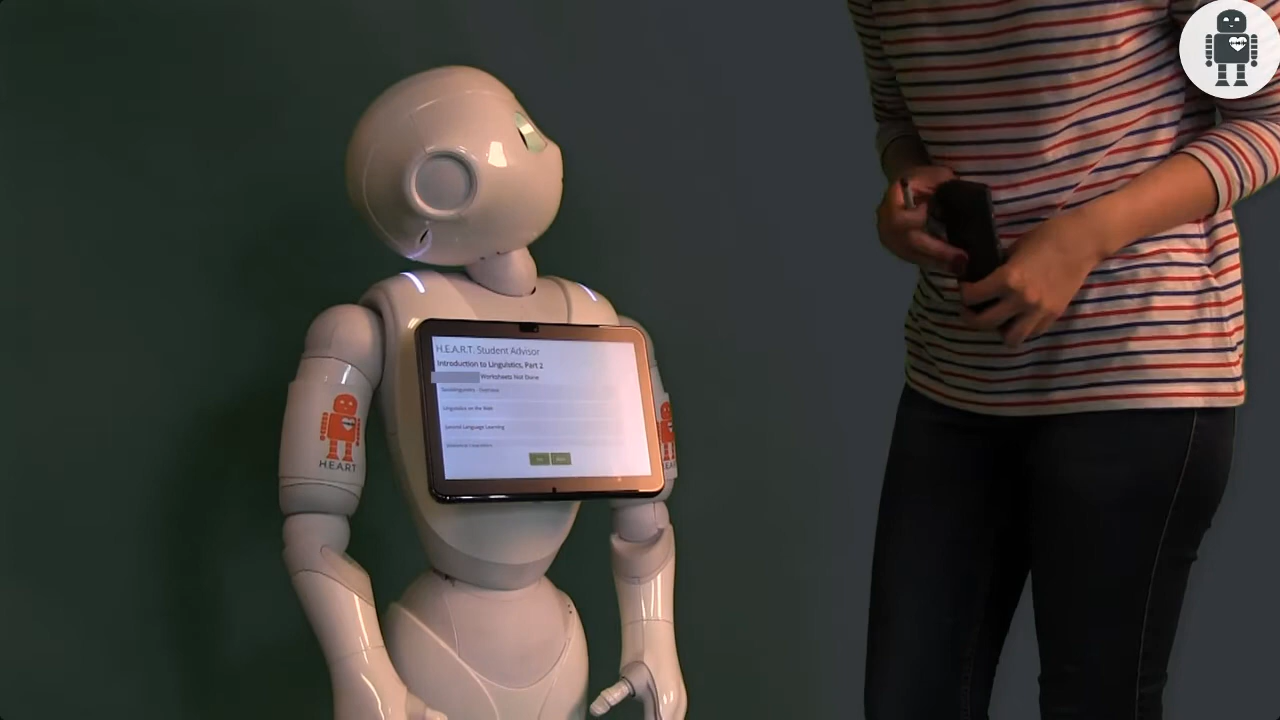 H.E.A.R.T. Student Advisor
Introduction to Linguistics, Part 2
Worksheets Not Done
Sociolinguistics - Overview
Linguistics on the Web
Second Language Learning
H.E.A.R.T